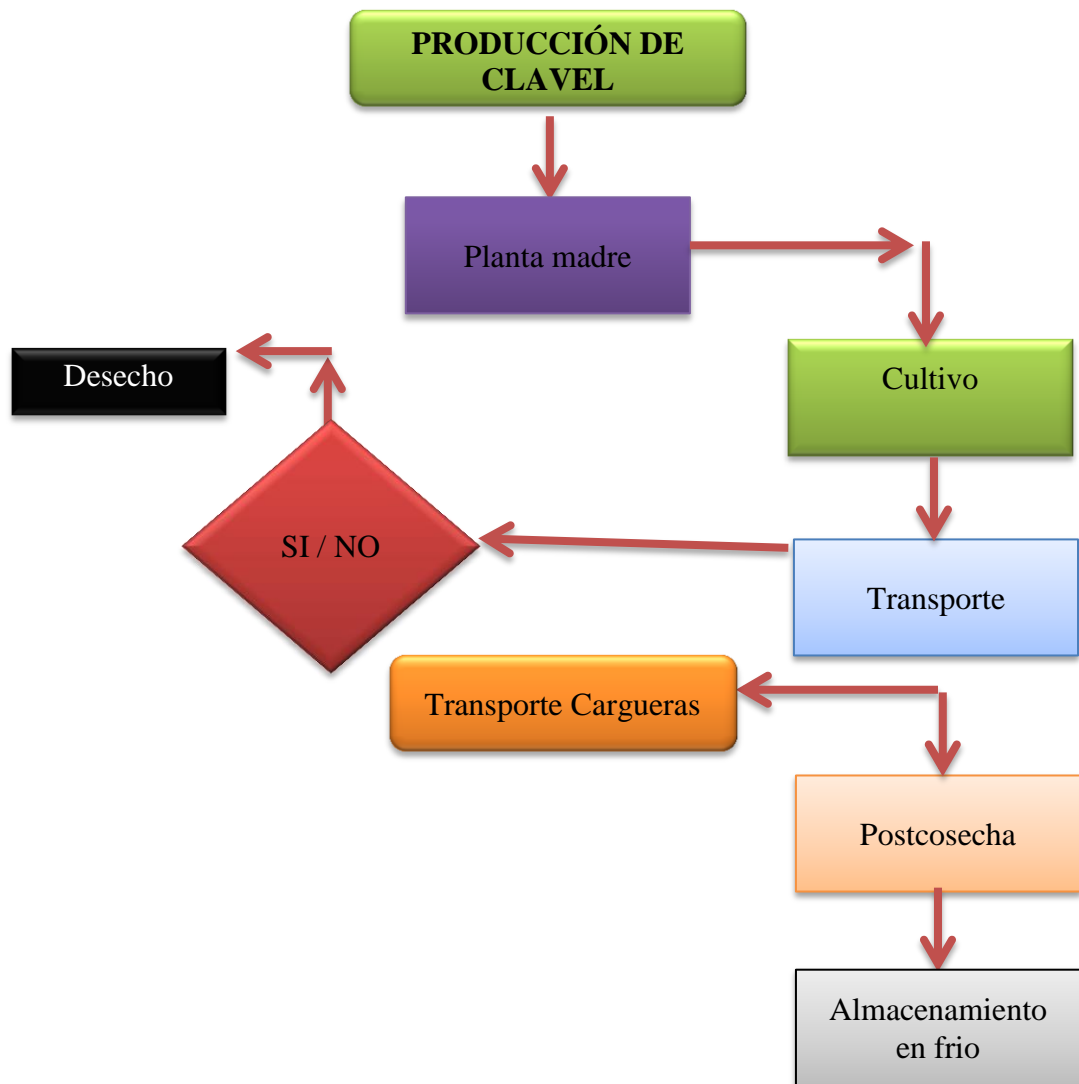 PRODUCCIÓN DE
CLAVEL
Planta madre
Desecho
Cultivo
SI / NO
Transporte
Transporte Cargueras
Postcosecha
Almacenamiento
en frio